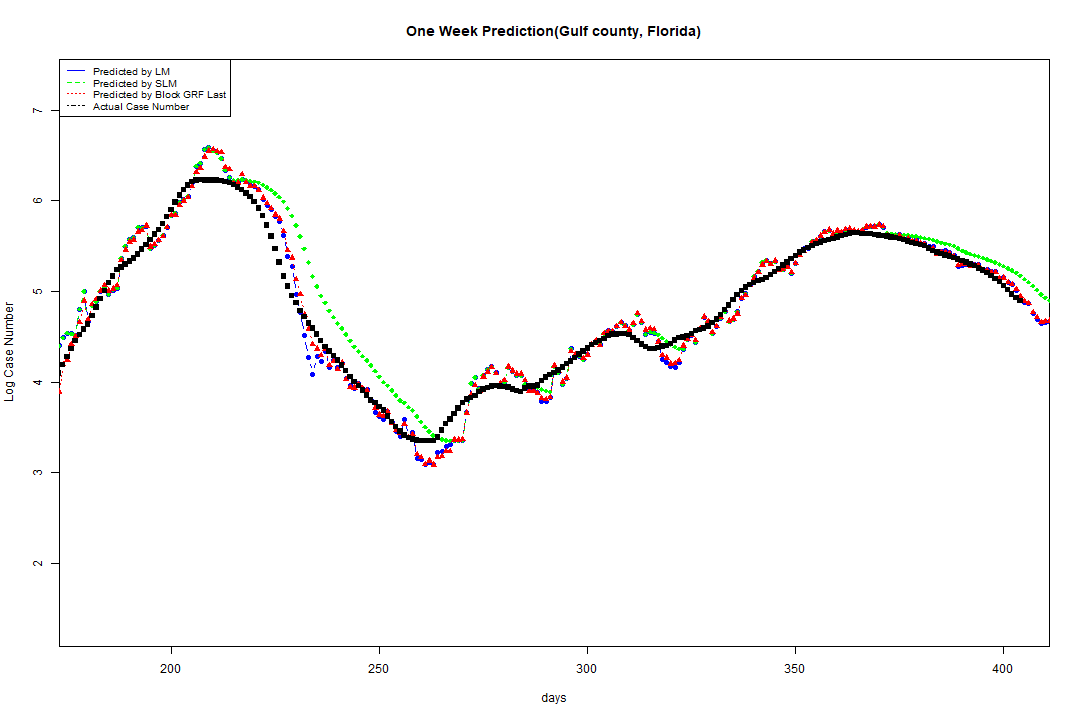 One Week Prediction(Gulf county, Florida)
Predicted by LM
Predicted by SLM
Predicted by Block GRF Last
Actual Case Number
7
6
5
4
3
2
Log Case Number
200 250 300 350 400
days